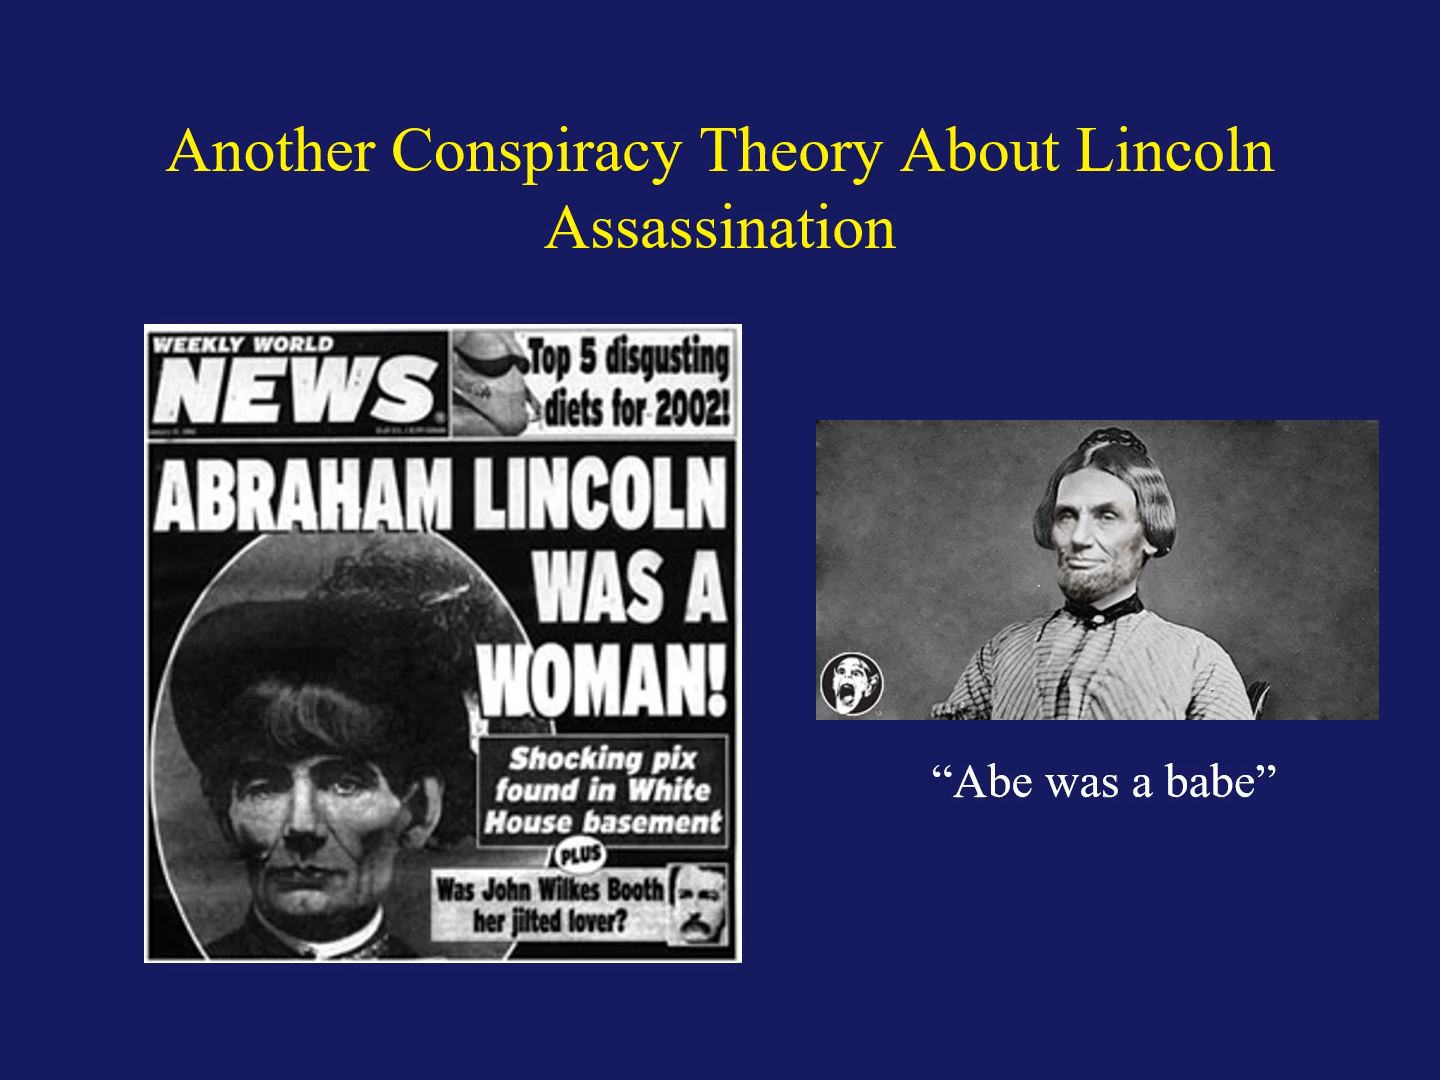 Another Conspiracy Theory About Lincoln
Assassination
WEEKLY WORLD
NEWS
Top 5 disgusting
diets for 2002!
ABRAHAM LINCOLN
WAS A
WOMAN!
Shocking pix
found in White
House basement
PLUS
Was John Wilkes Booth
her jilted lover?
“Abe was a babe”